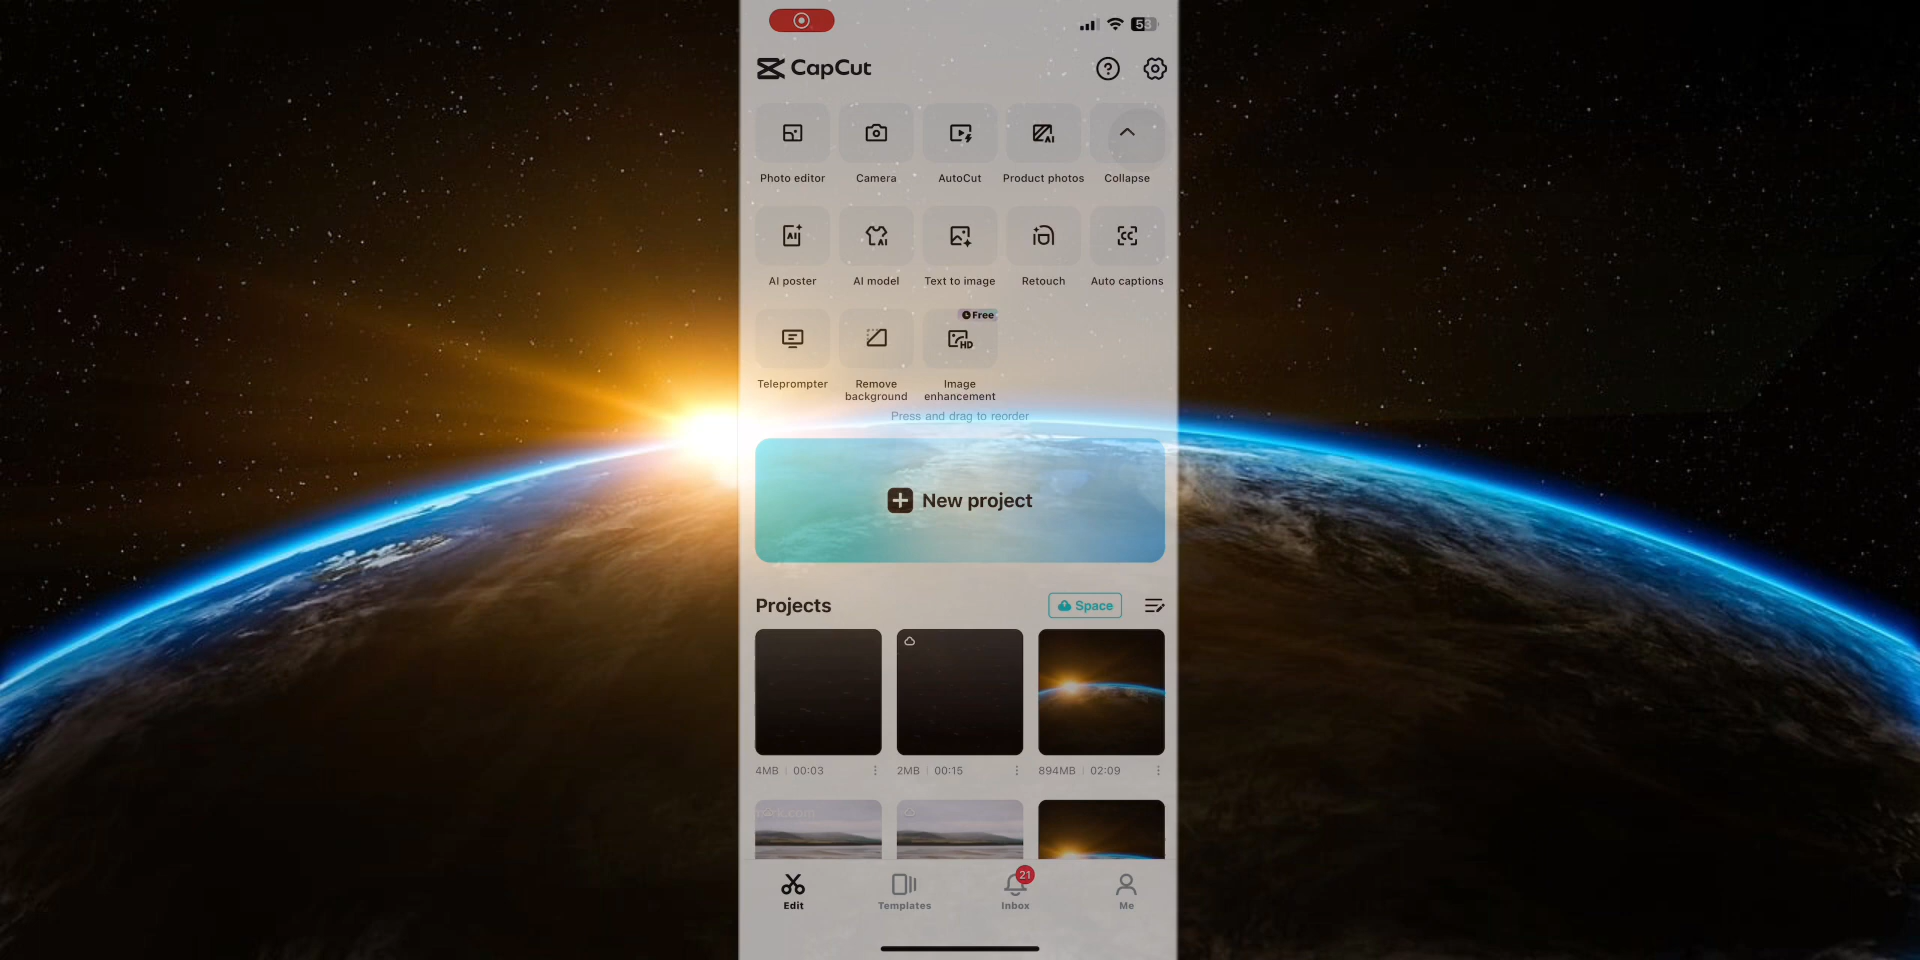 53
CapCut
Photo editor
Camera
AutoCut
Product photos
Collapse
AI poster
AI model
Text to image
Retouch
Auto captions
Free
Teleprompter
Remove
background
Image
enhancement
Press and drag to reorder
New project
Projects
Space
4MB | 00:03
2MB | 00:15
894MB | 02:09
21
Edit
Templates
Inbox
Me